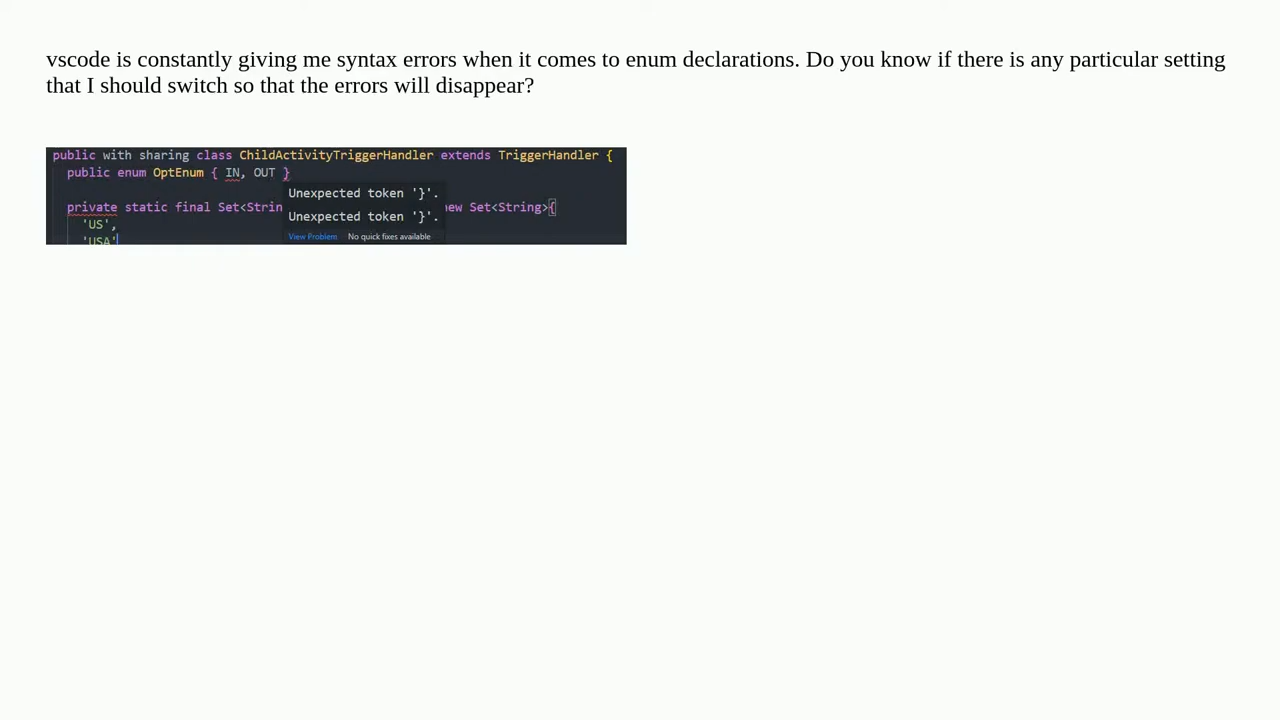 vscode is constantly giving me syntax errors when it comes to enum declarations. Do you know if there is any particular setting
that I should switch so that the errors will disappear?
public with sharing class ChildActivityTriggerHandler extends TriggerHandler {
public enum OptEnum { IN, OUT }
Unexpected token '}'.
private static final Set<Strin new Set<String>{
Unexpected token '}'.
'US',
View Problem No quick fixes available
'USA'